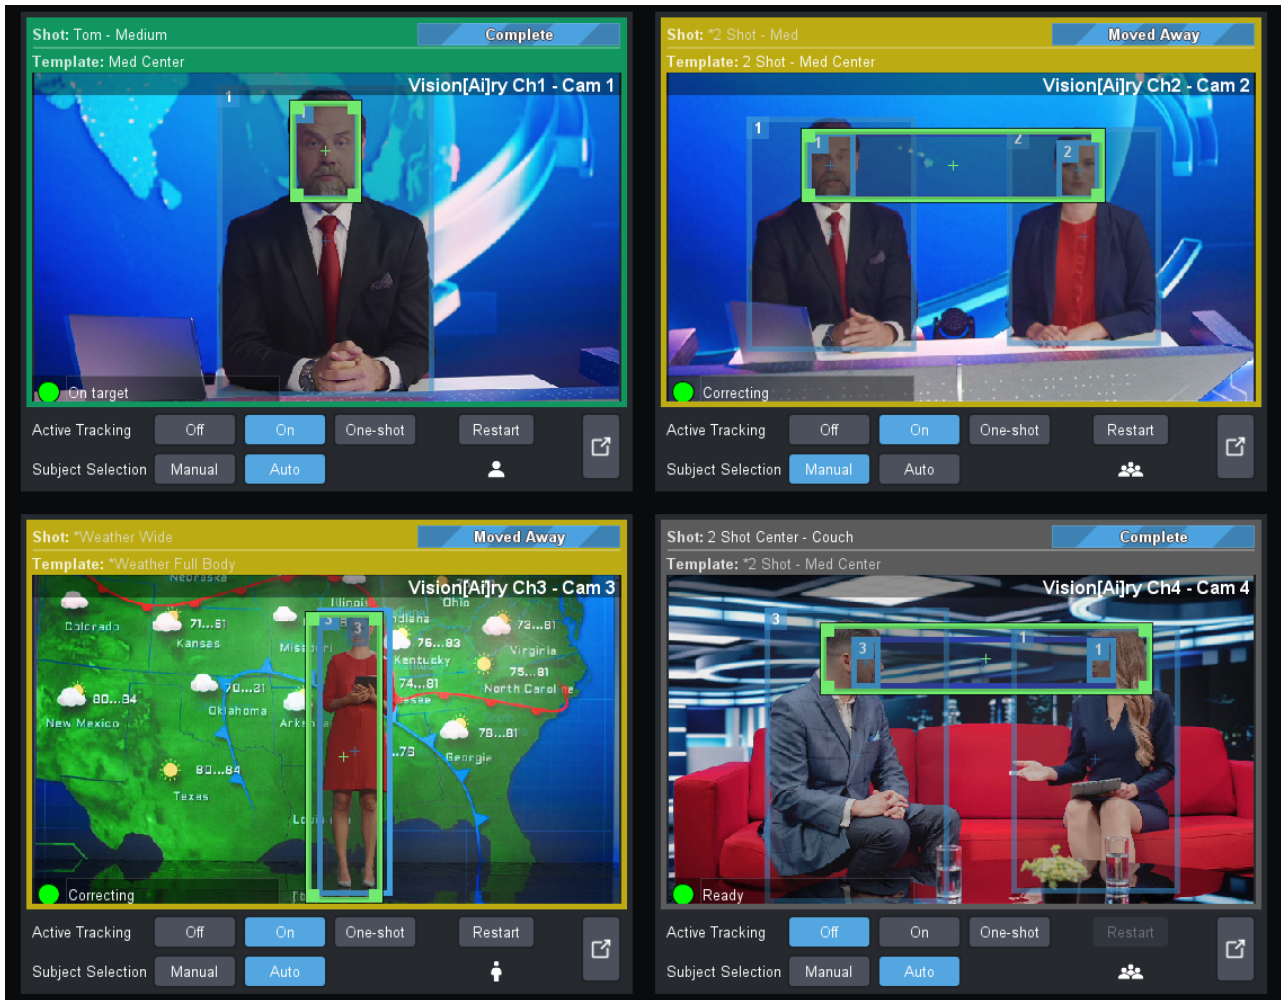 Shot: Tom - Medium
Complete
Template: Med Center
Vision[Ai]ry Ch1 - Cam 1
1
1
On target
Active Tracking Off On One-shot Restart
Subject Selection Manual Auto
Shot: *2 Shot - Med
Moved Away
Template: 2 Shot - Med Center
Vision[Ai]ry Ch2 - Cam 2
1
1
2
2
Correcting
Active Tracking Off On One-shot Restart
Subject Selection Manual Auto
Shot: *Weather Wide
Moved Away
Template: *Weather Full Body
Vision[Ai]ry Ch3 - Cam 3
Nebraska
Illinois
Indiana
Ohio
Colorado
71...81
Kansas
3
3
76...83
Kentucky
73...81
Virginia
75...81
North Carol
80...84
New Mexico
70...21
Oklahoma
74...81
South
78...81
Georgia
80...84
Texas
Correcting
Active Tracking Off On One-shot Restart
Subject Selection Manual Auto
Shot: 2 Shot Center - Couch
Complete
Template: *2 Shot - Med Center
Vision[Ai]ry Ch4 - Cam 4
3
3
1
1
Ready
Active Tracking Off On One-shot Restart
Subject Selection Manual Auto